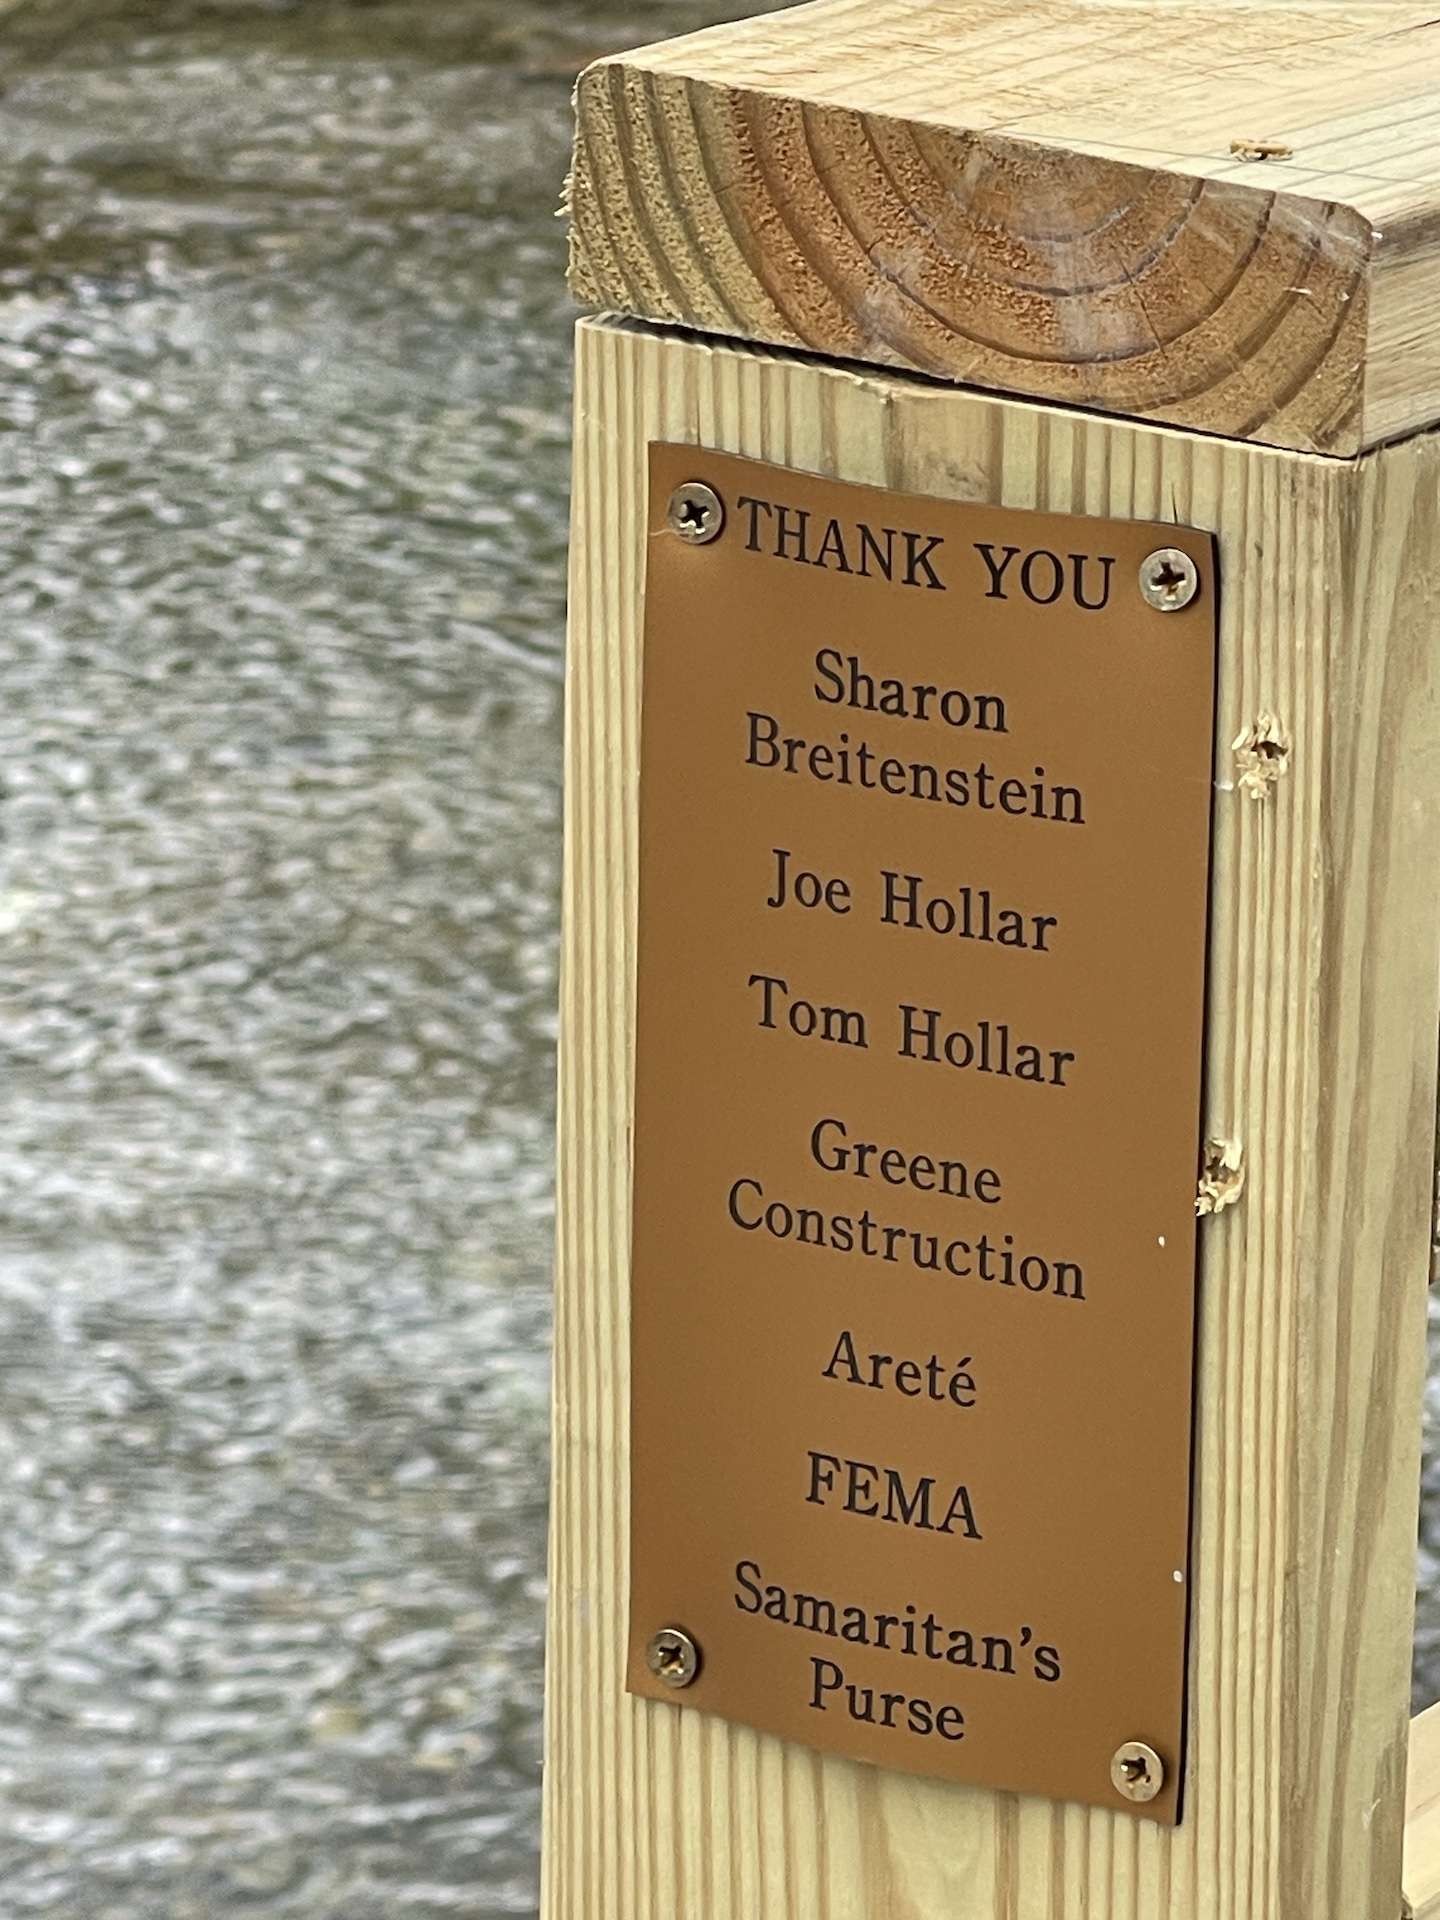 THANK YOU
Sharon
Breitenstein
Joe Hollar
Tom Hollar
Greene
Construction
Areté
FEMA
Samaritan’s
Purse